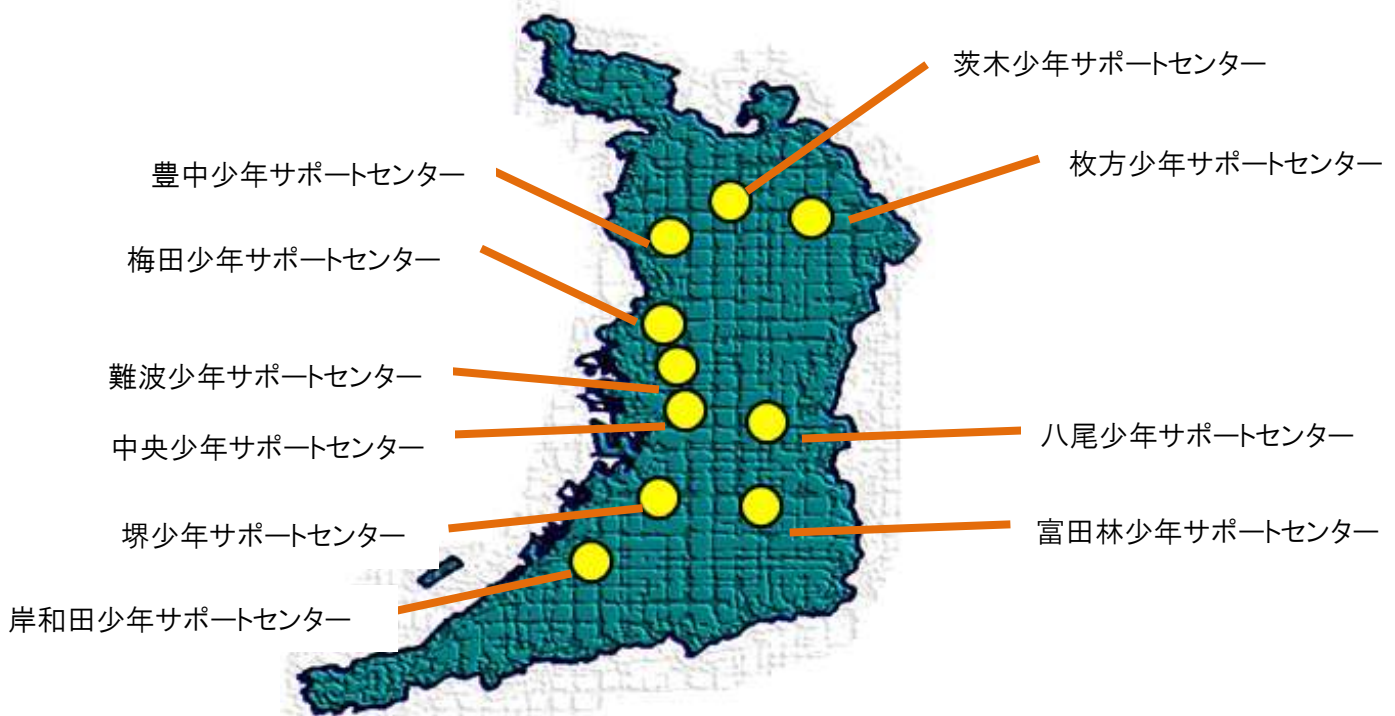 茨木少年サポートセンター
枚方少年サポートセンター
豊中少年サポートセンター
梅田少年サポートセンター
難波少年サポートセンター
中央少年サポートセンター
八尾少年サポートセンター
堺少年サポートセンター
富田林少年サポートセンター
岸和田少年サポートセンター